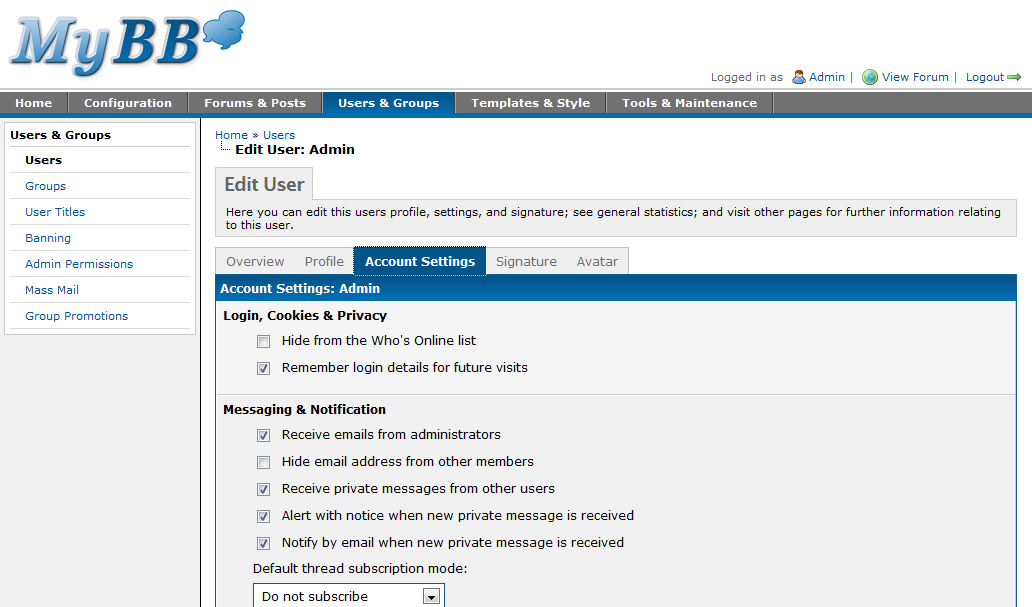 MyBB
Logged in as Admin | View Forum | Logout
Home Configuration Forums & Posts Users & Groups Templates & Style Tools & Maintenance
Users & Groups
Users
Groups
User Titles
Banning
Admin Permissions
Mass Mail
Group Promotions
Home » Users
Edit User: Admin
Edit User
Here you can edit this users profile, settings, and signature; see general statistics; and visit other pages for further information relating
to this user.
Overview Profile Account Settings Signature Avatar
Account Settings: Admin
Login, Cookies & Privacy
Hide from the Who's Online list
Remember login details for future visits
Messaging & Notification
Receive emails from administrators
Hide email address from other members
Receive private messages from other users
Alert with notice when new private message is received
Notify by email when new private message is received
Default thread subscription mode:
Do not subscribe